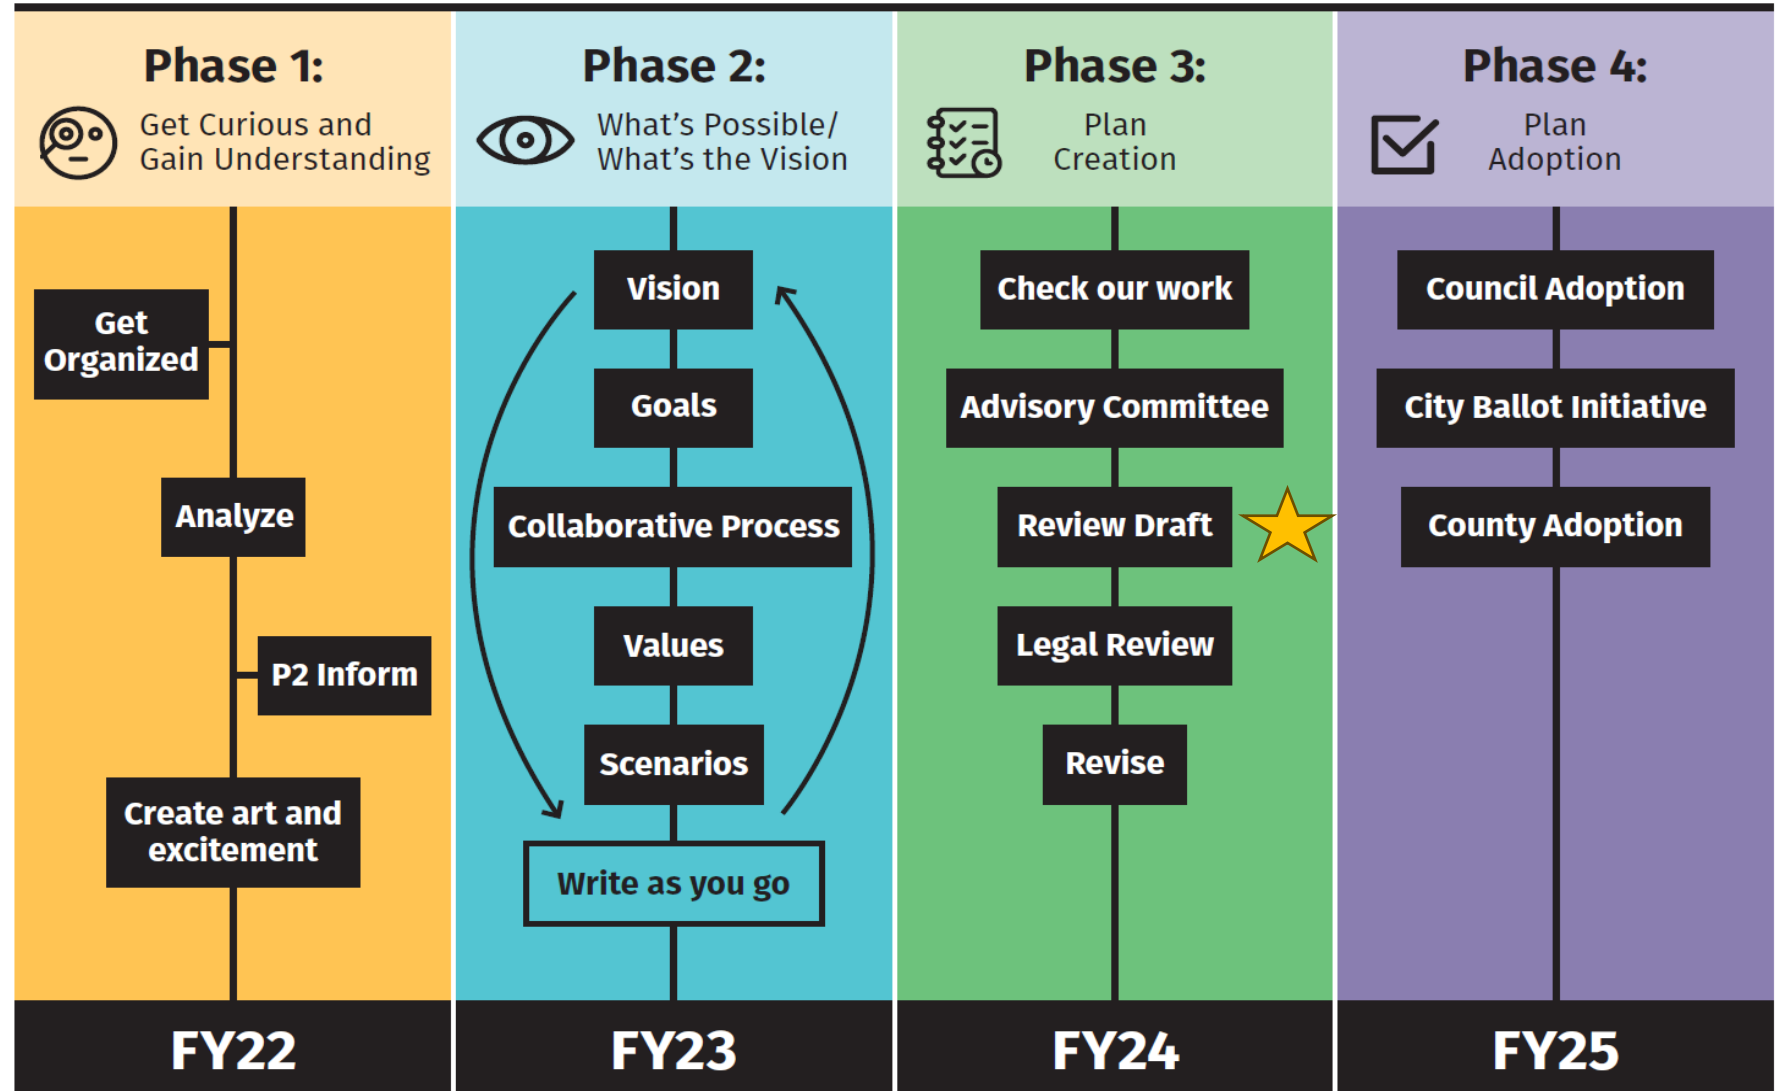 Phase 1:
Get Curious and
Gain Understanding
Get
Organized
Analyze
P2 Inform
Create art and
excitement
FY22
Phase 2:
What's Possible/
What's the Vision
Vision
Goals
Collaborative Process
Values
Scenarios
Write as you go
FY23
Phase 3:
Plan
Creation
Check our work
Advisory Committee
Review Draft
Legal Review
Revise
FY24
Phase 4:
Plan
Adoption
Council Adoption
City Ballot Initiative
County Adoption
FY25